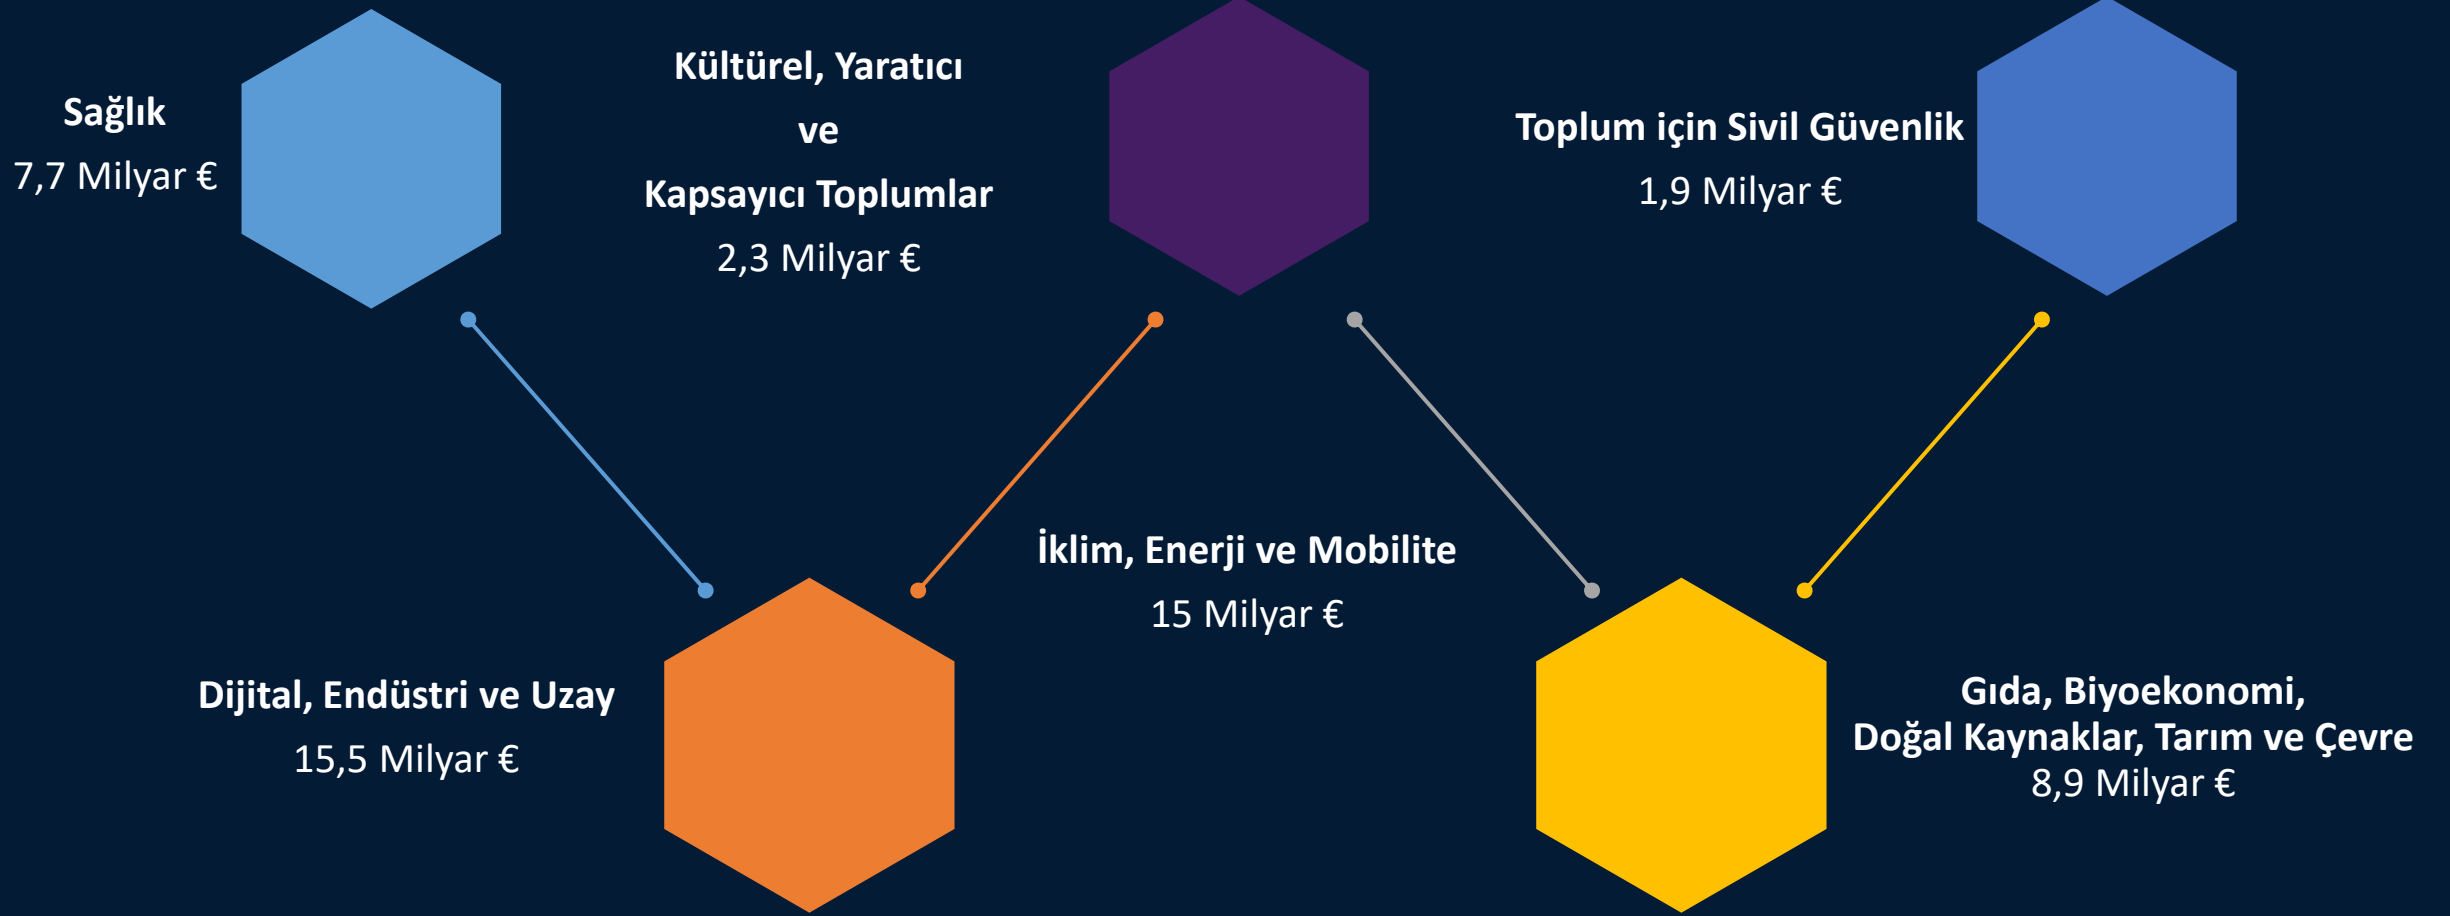 Sağlık
7,7 Milyar €
Kültürel, Yaratıcı
ve
Kapsayıcı Toplumlar
2,3 Milyar €
Toplum için Sivil Güvenlik
1,9 Milyar €
Dijital, Endüstri ve Uzay
15,5 Milyar €
İklim, Enerji ve Mobilite
15 Milyar €
Gıda, Biyoekonomi,
Doğal Kaynaklar, Tarım ve Çevre
8,9 Milyar €